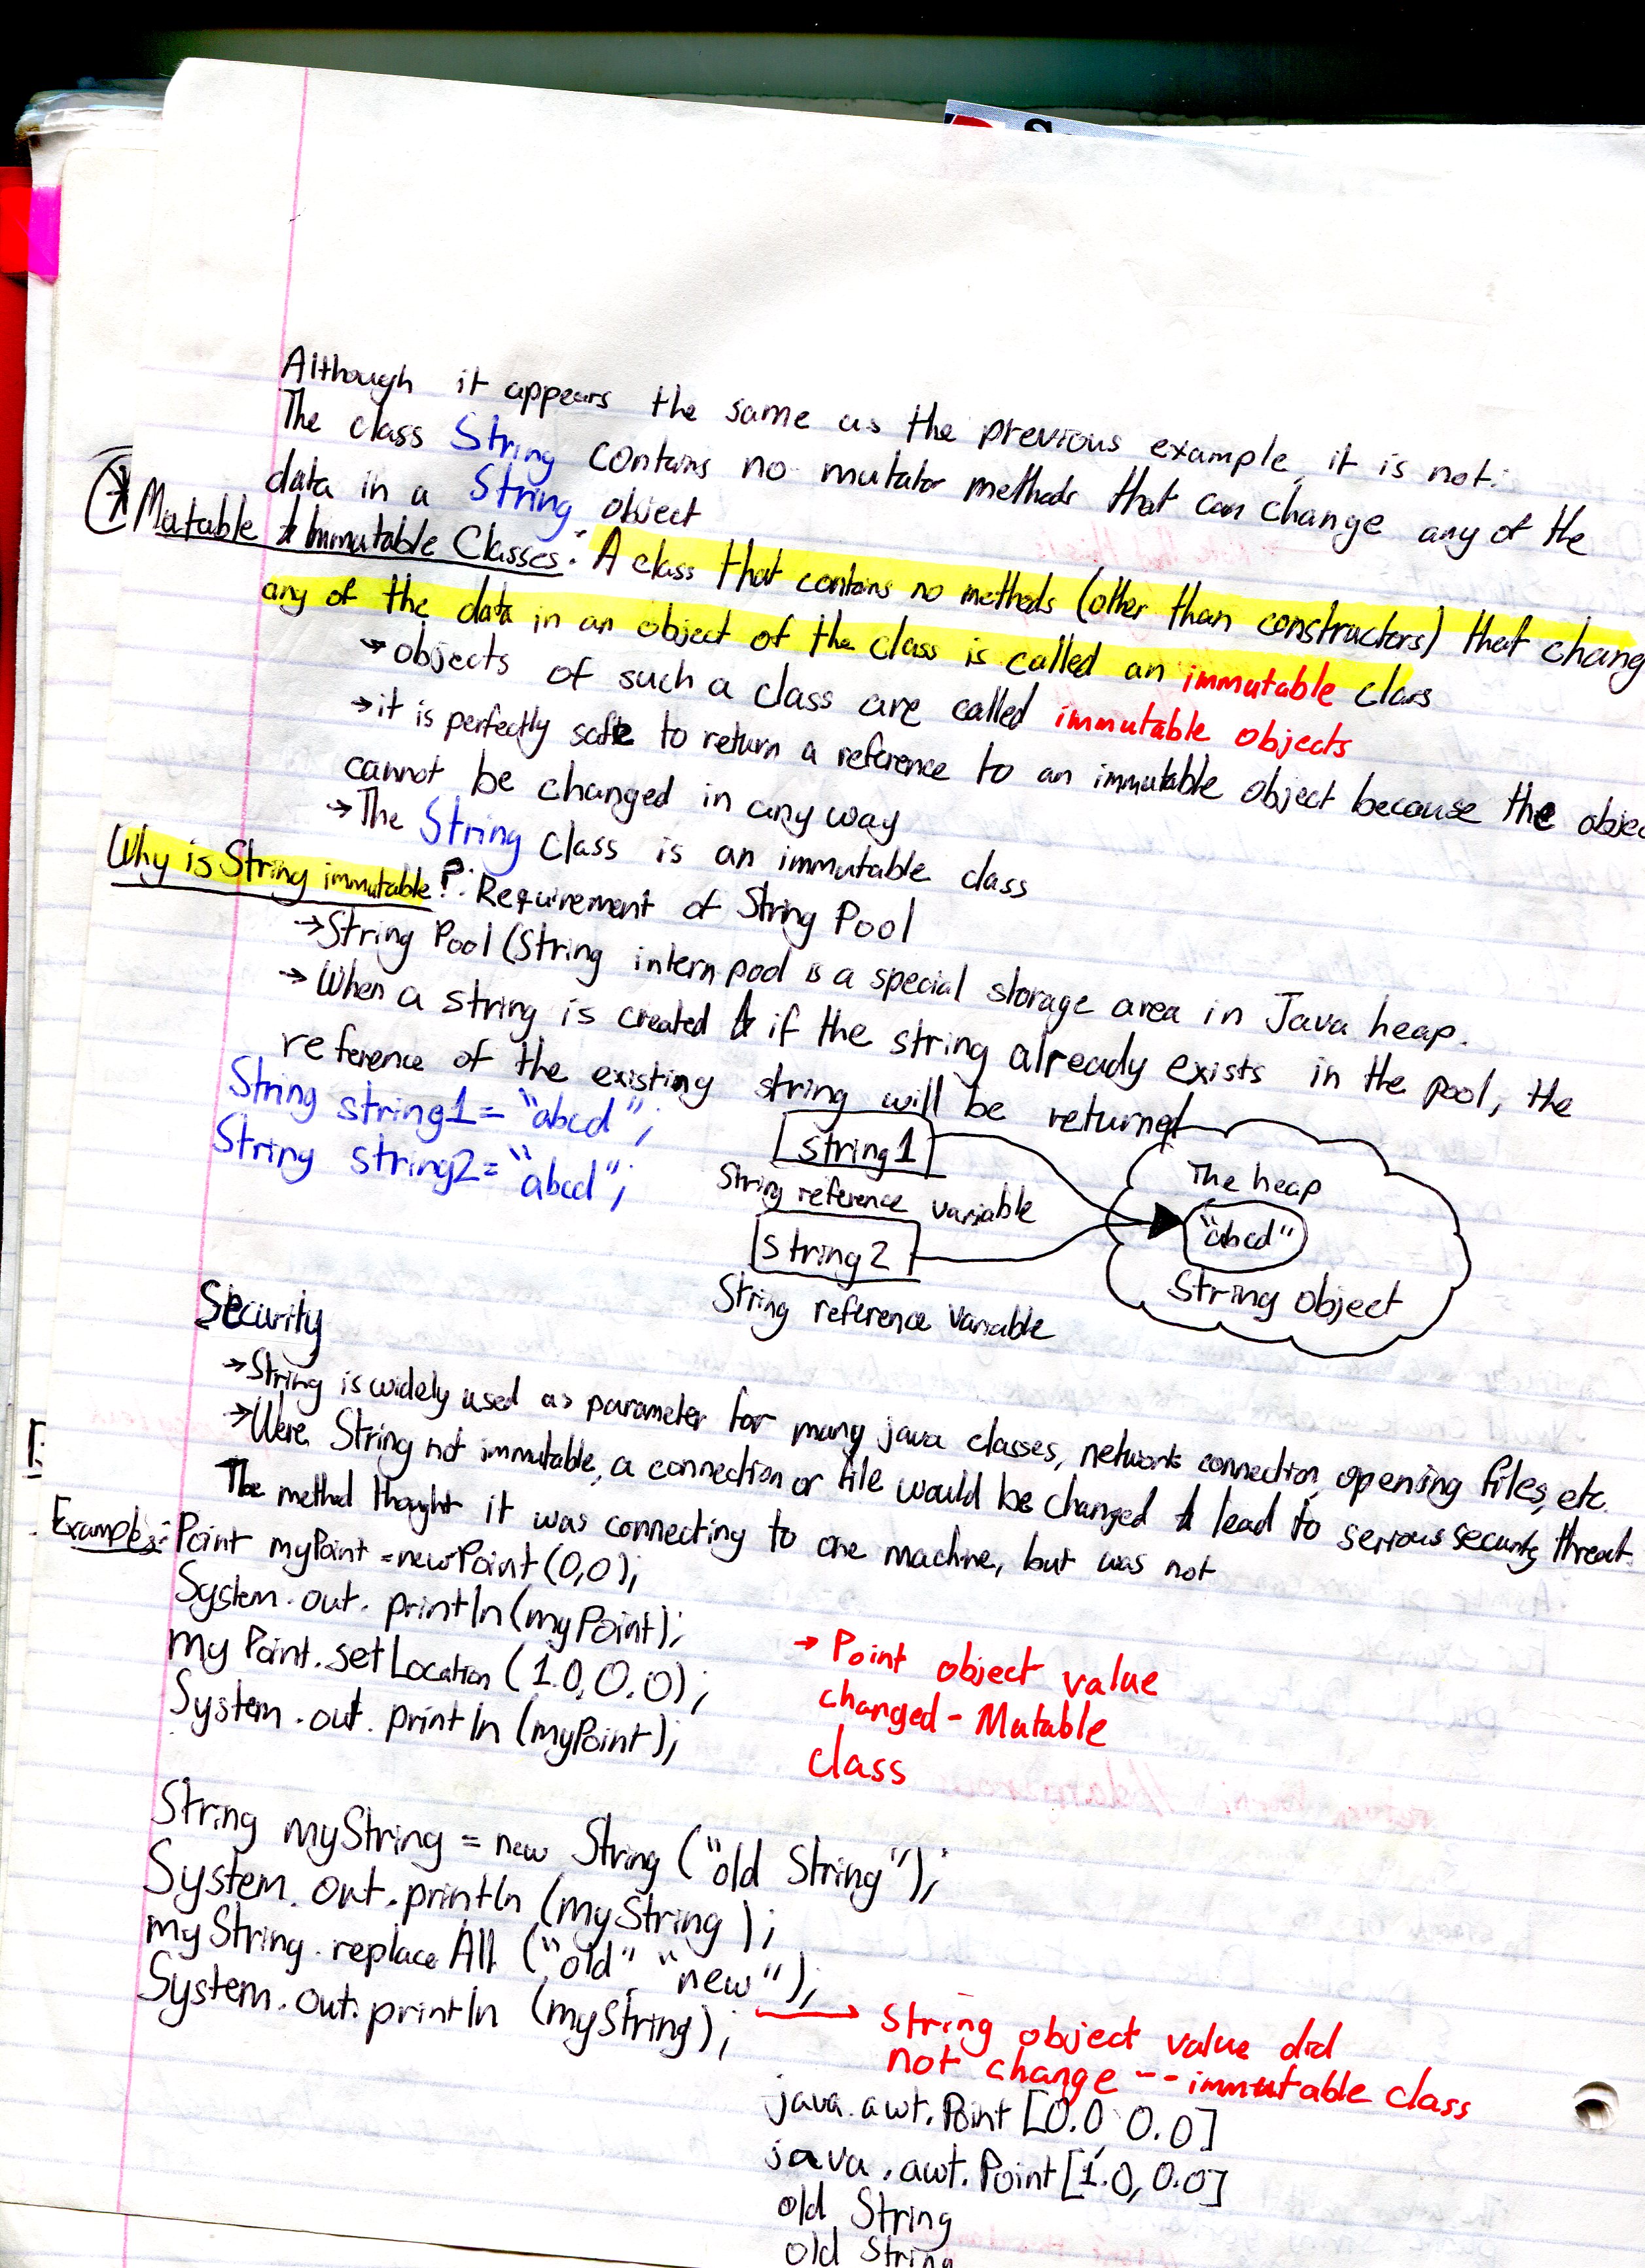 Although it appears the same as the previous example, it is not.
The class String contains no mutator methods that can change any of the
data in a String object
Mutable & Immutable Classes: A class that contains no methods (other than constructors) that chang
any of the data in an object of the class is called an immutable class
→ objects of such a class are called immutable objects
→ it is perfectly safe to return a reference to an immutable object because the objec
cannot be changed in any way
→ The String class is an immutable class
Why is String immutable?: Requirement of String Pool
→ String Pool (String intern pool is a special storage area in Java heap.
→ When a string is created & if the string already exists in the pool, the
reference of the existing string will be returned
String string1 = "abcd";
String string2 = "abcd";
string1
String reference variable
string2
String reference variable
The heap
"abcd"
String object
Security
→ String is widely used as parameter for many java classes, network connection, opening files, etc.
→ Were String not immutable, a connection or file would be changed & lead to serious security threat.
The method thought it was connecting to one machine, but was not
Examples: Point myPoint = new Point (0,0);
System.out.println(myPoint);
my Point.setLocation (1.0, 0.0);
System.out.println (myPoint);
→ Point object value
changed - Mutable
class
String myString = new String ("old String");
System.out.println (myString);
myString.replaceAll ("old" "new");
System.out.println (myString);
→ String object value did
not change -- immutable class
java.awt.Point [0.0 0.0]
java.awt.Point [1.0, 0.0]
old String
old String